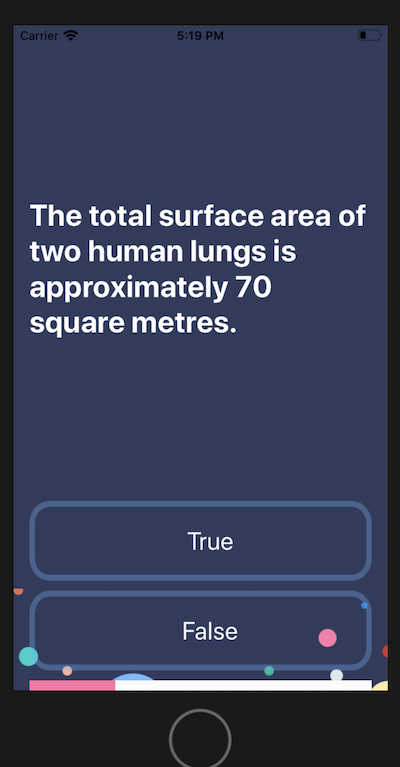 Carrier 5:19 PM
The total surface area of
two human lungs is
approximately 70
square metres.
True
False